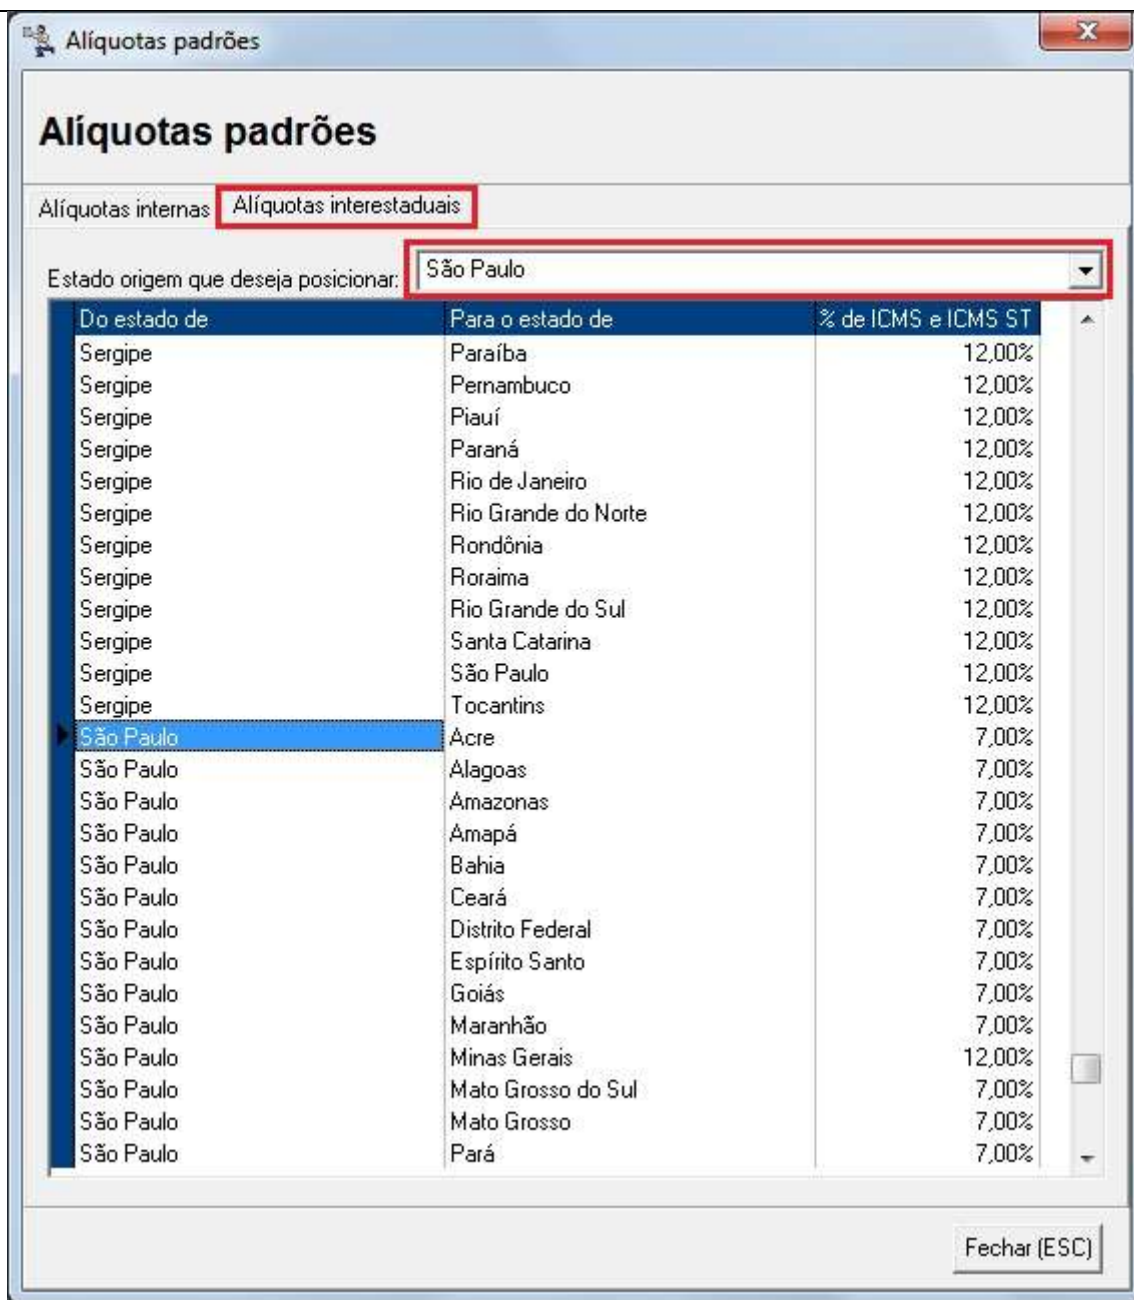 Alíquotas padrões
Alíquotas padrões
Alíquotas internas Alíquotas interestaduais
Estado origem que deseja posicionar: São Paulo
Do estado de Para o estado de % de ICMS e ICMS ST
Sergipe Paraíba 12,00%
Sergipe Pernambuco 12,00%
Sergipe Piauí 12,00%
Sergipe Paraná 12,00%
Sergipe Rio de Janeiro 12,00%
Sergipe Rio Grande do Norte 12,00%
Sergipe Rondônia 12,00%
Sergipe Roraima 12,00%
Sergipe Rio Grande do Sul 12,00%
Sergipe Santa Catarina 12,00%
Sergipe São Paulo 12,00%
Sergipe Tocantins 12,00%
São Paulo Acre 7,00%
São Paulo Alagoas 7,00%
São Paulo Amazonas 7,00%
São Paulo Amapá 7,00%
São Paulo Bahia 7,00%
São Paulo Ceará 7,00%
São Paulo Distrito Federal 7,00%
São Paulo Espírito Santo 7,00%
São Paulo Goiás 7,00%
São Paulo Maranhão 7,00%
São Paulo Minas Gerais 12,00%
São Paulo Mato Grosso do Sul 7,00%
São Paulo Mato Grosso 7,00%
São Paulo Pará 7,00%
Fechar (ESC)